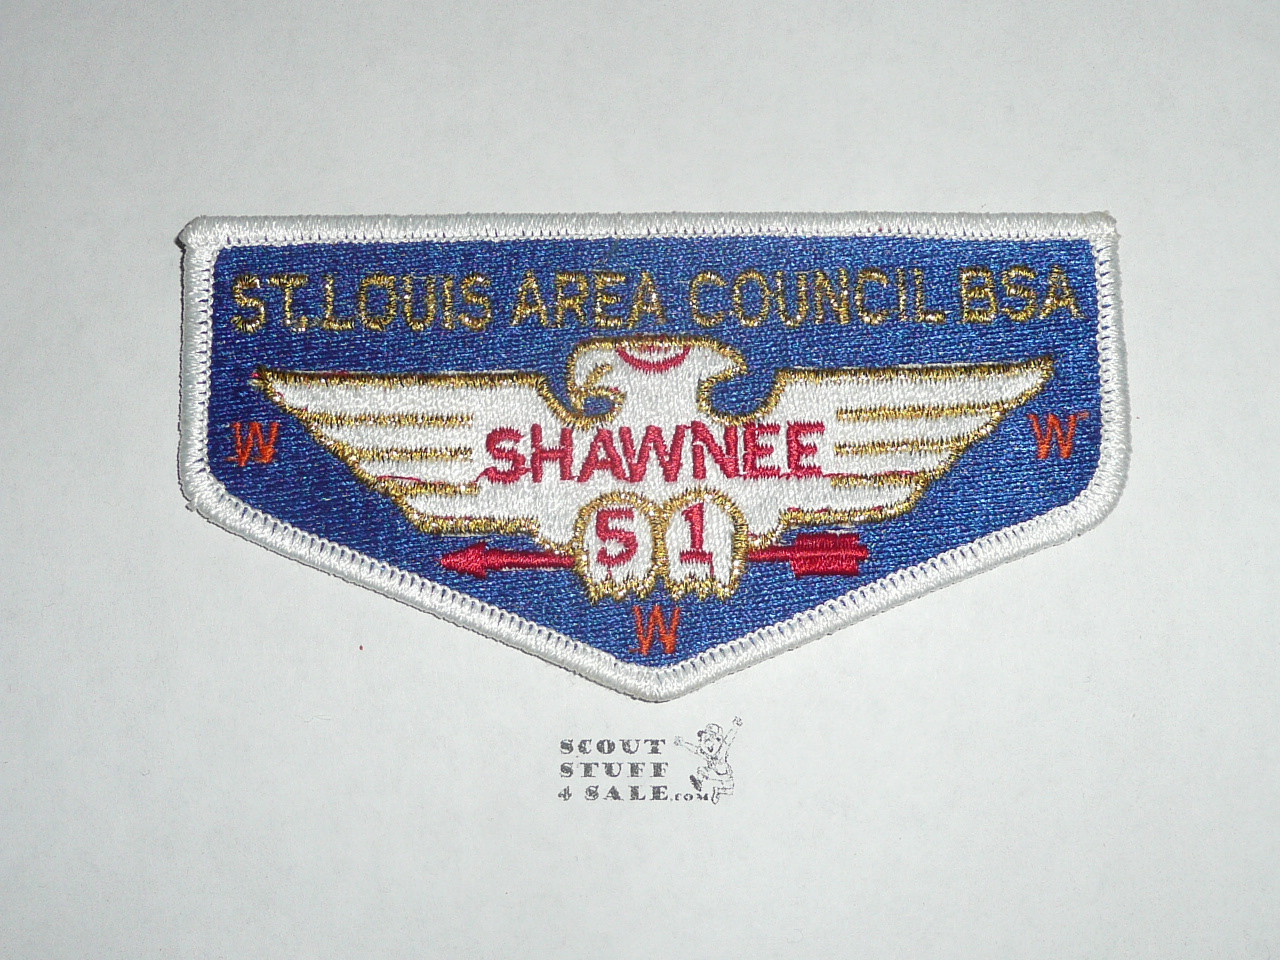 ST. LOUIS AREA COUNCIL BSA
W W
SHAWNEE
51
W
SCOUT
STUFF
4 SALE.COM